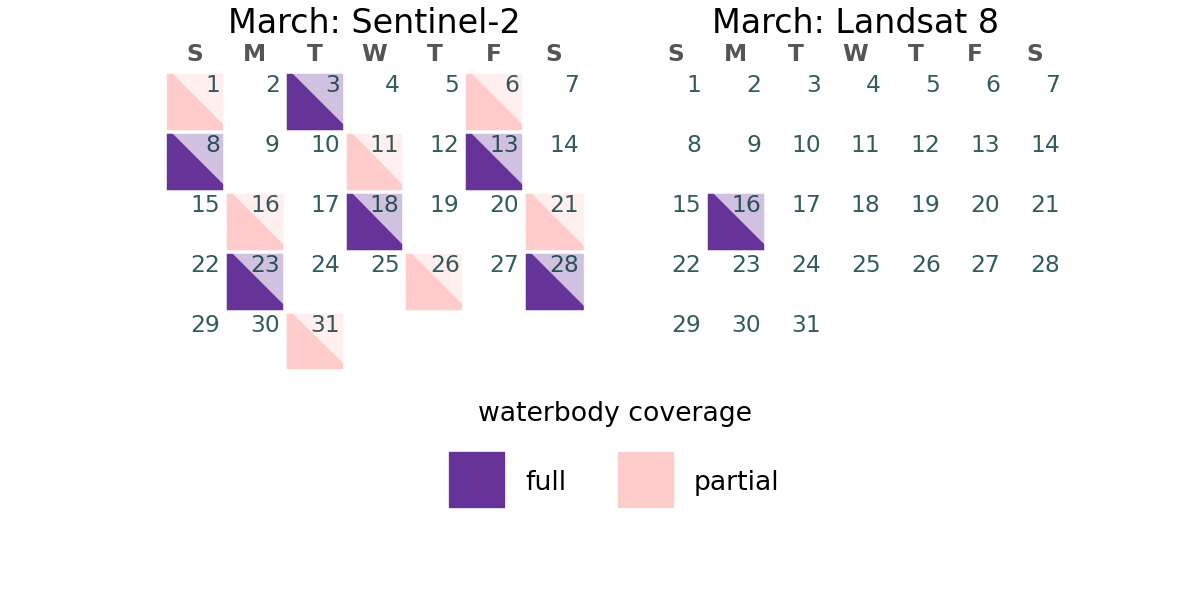 March: Sentinel-2
S M T W T F S
1 2 3 4 5 6 7
8 9 10 11 12 13 14
15 16 17 18 19 20 21
22 23 24 25 26 27 28
29 30 31
March: Landsat 8
S M T W T F S
1 2 3 4 5 6 7
8 9 10 11 12 13 14
15 16 17 18 19 20 21
22 23 24 25 26 27 28
29 30 31
waterbody coverage
full
partial